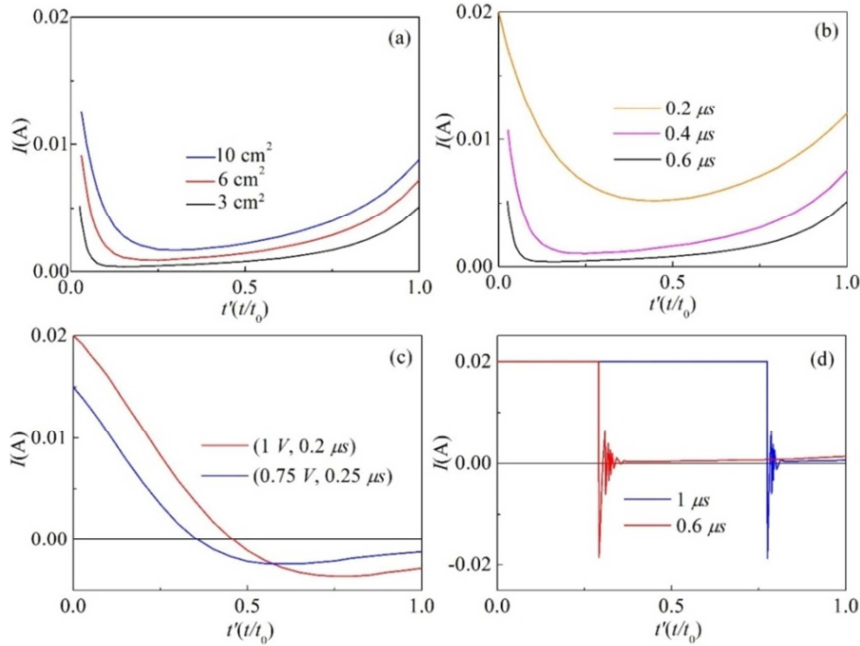 (a)
0.02
0.01
0.00
I(A)
10 cm²
6 cm²
3 cm²
0.0
0.5
1.0
t'(t/t₀)
(b)
0.02
0.01
0.00
I(A)
0.2 μs
0.4 μs
0.6 μs
0.0
0.5
1.0
t'(t/t₀)
(c)
0.02
0.01
0.00
I(A)
(1 V, 0.2 μs)
(0.75 V, 0.25 μs)
0.0
0.5
1.0
t'(t/t₀)
(d)
0.02
0.00
-0.02
I(A)
1 μs
0.6 μs
0.0
0.5
1.0
t'(t/t₀)